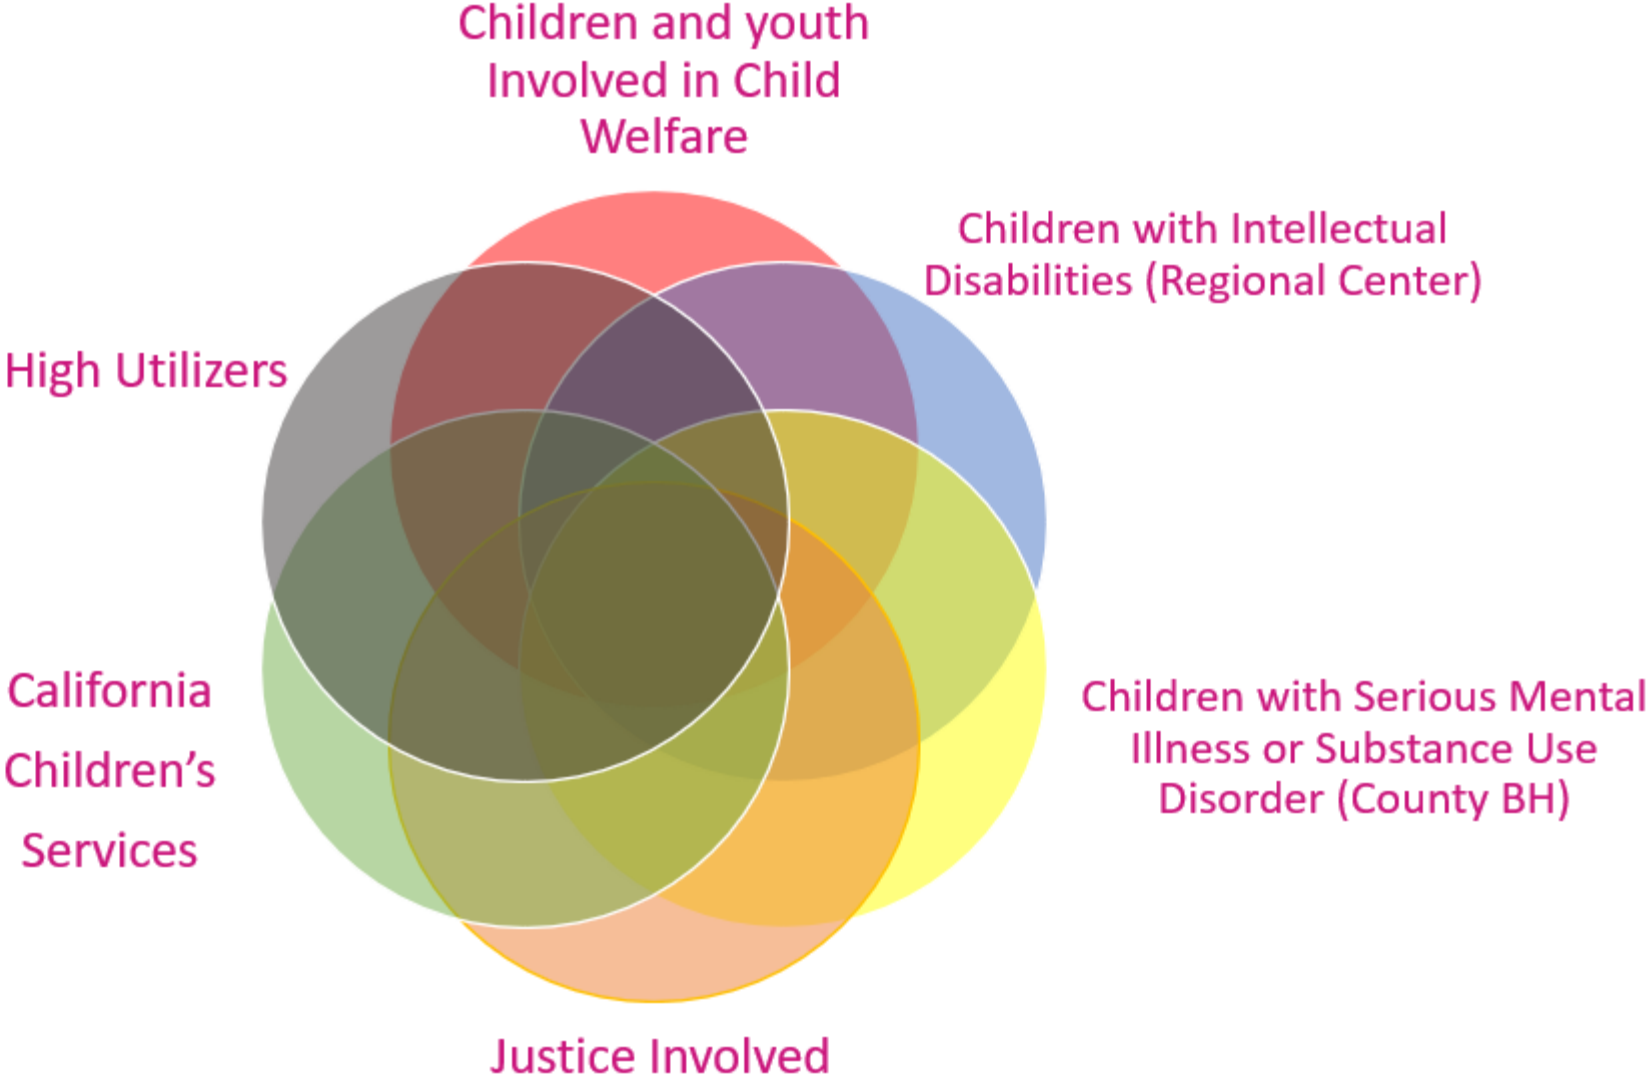 Children and youth
Involved in Child
Welfare
Children with Intellectual
Disabilities (Regional Center)
High Utilizers
California
Children’s
Services
Children with Serious Mental
Illness or Substance Use
Disorder (County BH)
Justice Involved